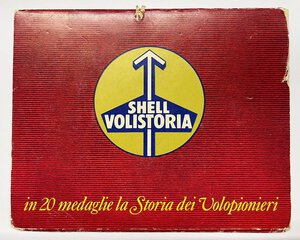 SHELL
VOLISTORIA
in 20 medaglie la Storia dei Volopionieri